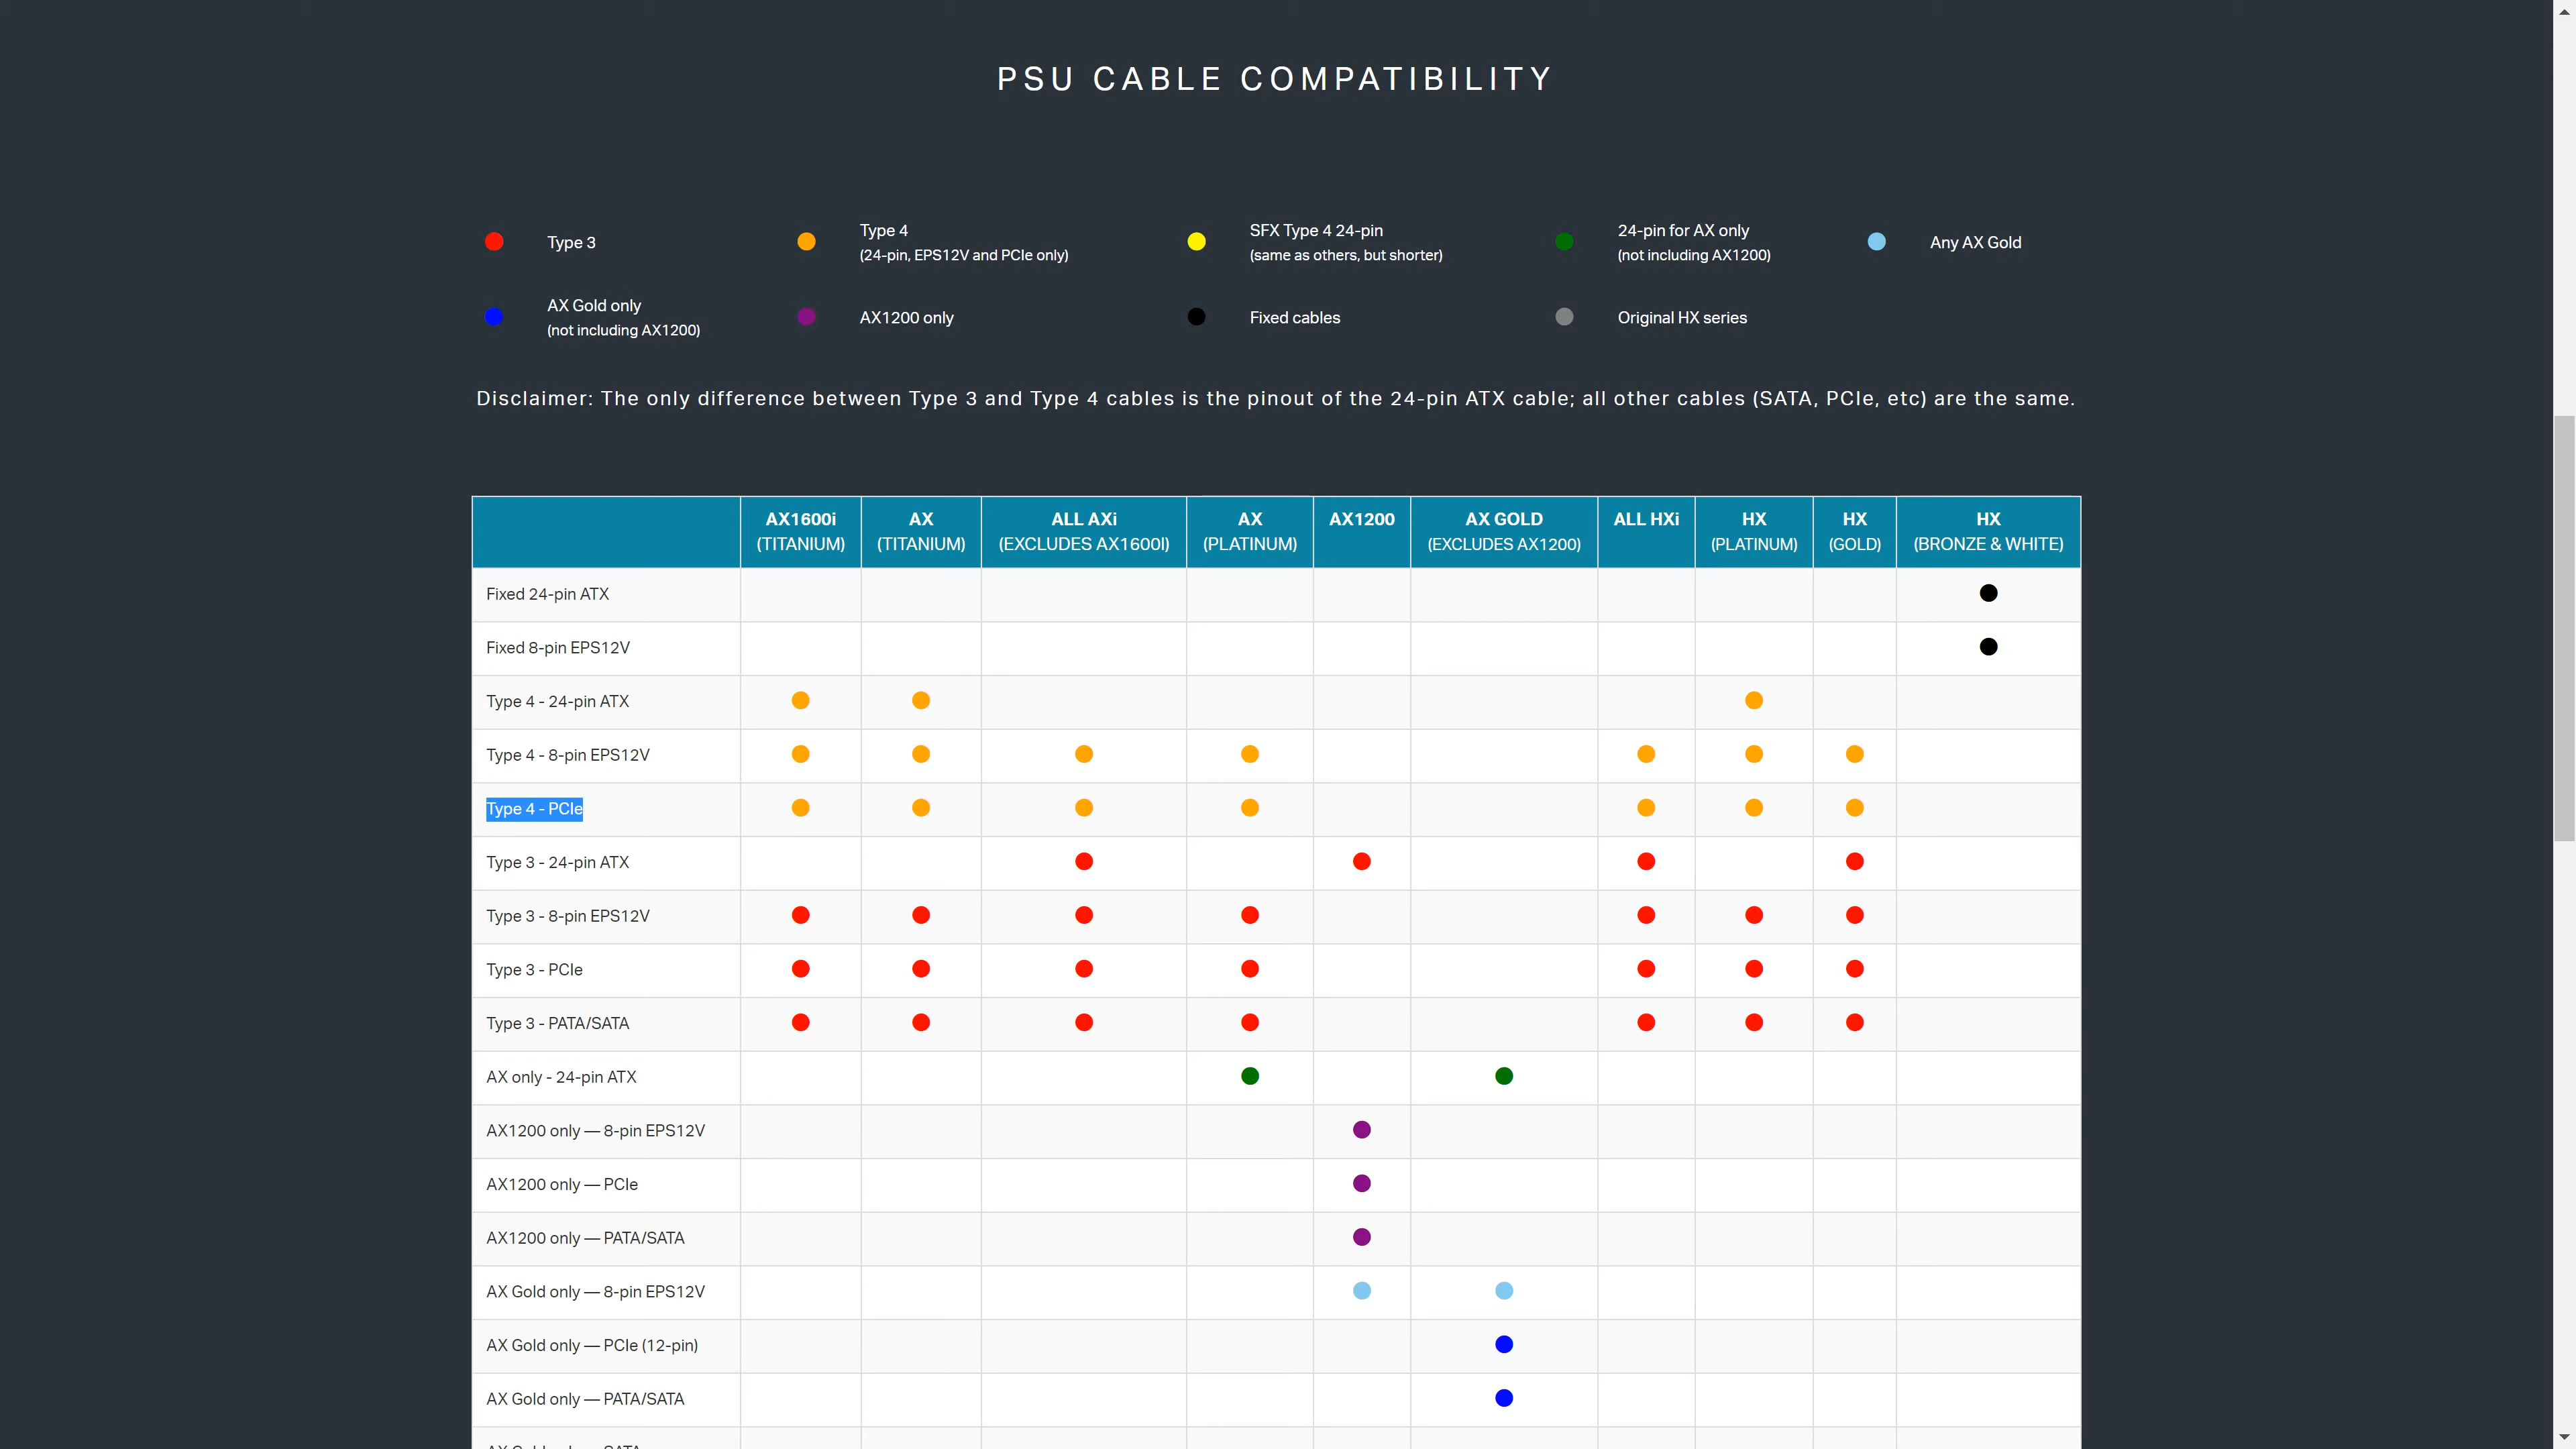 PSU CABLE COMPATIBILITY
Type 3
Type 4
(24-pin, EPS12V and PCIe only)
SFX Type 4 24-pin
(same as others, but shorter)
24-pin for AX only
(not including AX1200)
Any AX Gold
AX Gold only
(not including AX1200)
AX1200 only
Fixed cables
Original HX series
Disclaimer: The only difference between Type 3 and Type 4 cables is the pinout of the 24-pin ATX cable; all other cables (SATA, PCIe, etc) are the same.
AX1600i
(TITANIUM)
AX
(TITANIUM)
ALL AXi
(EXCLUDES AX1600I)
AX
(PLATINUM)
AX1200
AX GOLD
(EXCLUDES AX1200)
ALL HXi
HX
(PLATINUM)
HX
(GOLD)
HX
(BRONZE & WHITE)
Fixed 24-pin ATX
Fixed 8-pin EPS12V
Type 4 - 24-pin ATX
Type 4 - 8-pin EPS12V
Type 4 - PCIe
Type 3 - 24-pin ATX
Type 3 - 8-pin EPS12V
Type 3 - PCIe
Type 3 - PATA/SATA
AX only - 24-pin ATX
AX1200 only — 8-pin EPS12V
AX1200 only — PCIe
AX1200 only — PATA/SATA
AX Gold only — 8-pin EPS12V
AX Gold only — PCIe (12-pin)
AX Gold only — PATA/SATA